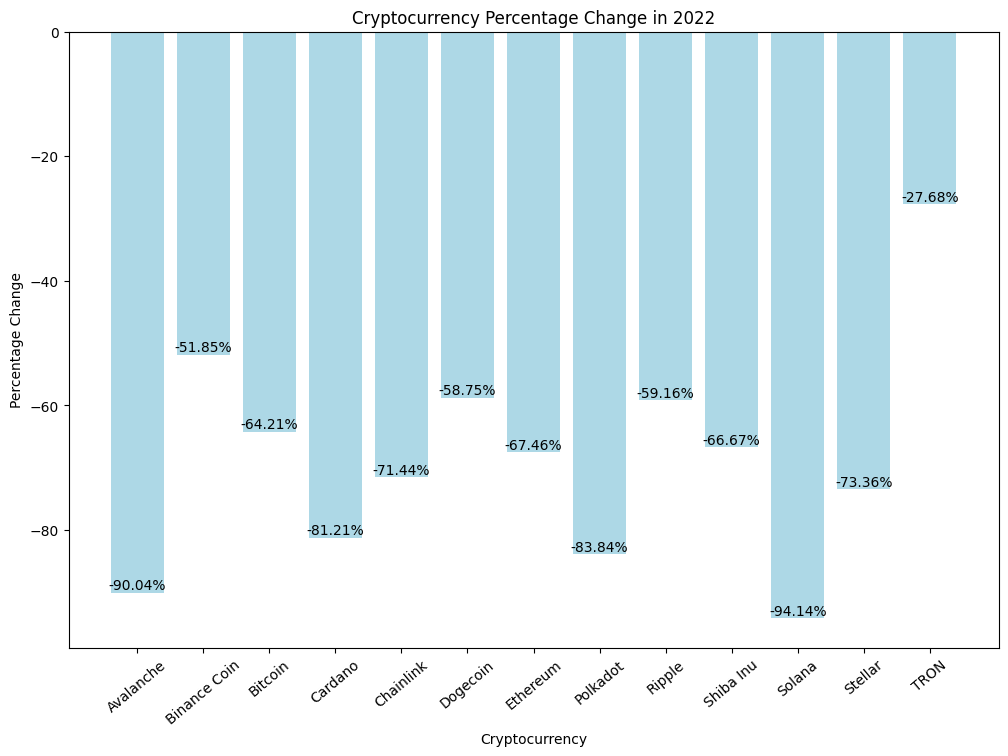 Cryptocurrency Percentage Change in 2022
0
−20
−40
−60
−80
Percentage Change
-90.04%
-51.85%
-64.21%
-81.21%
-71.44%
-58.75%
-67.46%
-83.84%
-59.16%
-66.67%
-94.14%
-73.36%
-27.68%
Avalanche
Binance Coin
Bitcoin
Cardano
Chainlink
Dogecoin
Ethereum
Polkadot
Ripple
Shiba Inu
Solana
Stellar
TRON
Cryptocurrency